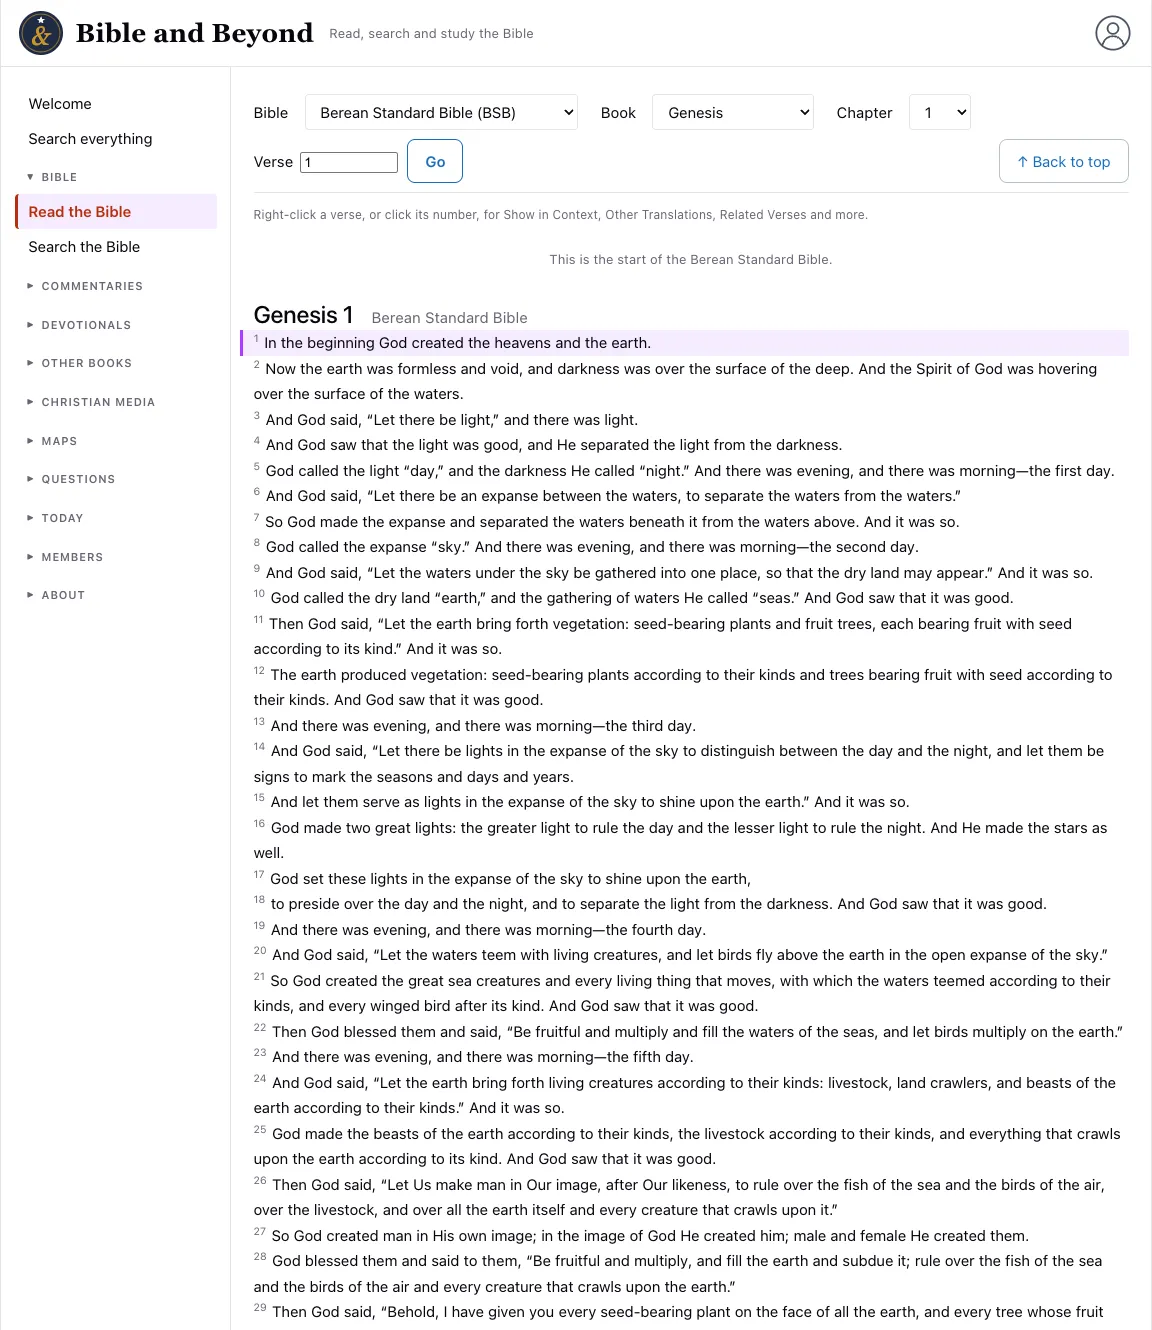 &
Bible and Beyond
Read, search and study the Bible
Welcome
Search everything
BIBLE
Read the Bible
Search the Bible
COMMENTARIES
DEVOTIONALS
OTHER BOOKS
CHRISTIAN MEDIA
MAPS
QUESTIONS
TODAY
MEMBERS
ABOUT
Bible Berean Standard Bible (BSB) Book Genesis Chapter 1
Verse 1 Go ↑ Back to top
Right-click a verse, or click its number, for Show in Context, Other Translations, Related Verses and more.
This is the start of the Berean Standard Bible.
Genesis 1 Berean Standard Bible
1 In the beginning God created the heavens and the earth.
2 Now the earth was formless and void, and darkness was over the surface of the deep. And the Spirit of God was hovering
over the surface of the waters.
3 And God said, “Let there be light,” and there was light.
4 And God saw that the light was good, and He separated the light from the darkness.
5 God called the light “day,” and the darkness He called “night.” And there was evening, and there was morning—the first day.
6 And God said, “Let there be an expanse between the waters, to separate the waters from the waters.”
7 So God made the expanse and separated the waters beneath it from the waters above. And it was so.
8 God called the expanse “sky.” And there was evening, and there was morning—the second day.
9 And God said, “Let the waters under the sky be gathered into one place, so that the dry land may appear.” And it was so.
10 God called the dry land “earth,” and the gathering of waters He called “seas.” And God saw that it was good.
11 Then God said, “Let the earth bring forth vegetation: seed-bearing plants and fruit trees, each bearing fruit with seed
according to its kind.” And it was so.
12 The earth produced vegetation: seed-bearing plants according to their kinds and trees bearing fruit with seed according to
their kinds. And God saw that it was good.
13 And there was evening, and there was morning—the third day.
14 And God said, “Let there be lights in the expanse of the sky to distinguish between the day and the night, and let them be
signs to mark the seasons and days and years.
15 And let them serve as lights in the expanse of the sky to shine upon the earth.” And it was so.
16 God made two great lights: the greater light to rule the day and the lesser light to rule the night. And He made the stars as
well.
17 God set these lights in the expanse of the sky to shine upon the earth,
18 to preside over the day and the night, and to separate the light from the darkness. And God saw that it was good.
19 And there was evening, and there was morning—the fourth day.
20 And God said, “Let the waters teem with living creatures, and let birds fly above the earth in the open expanse of the sky.”
21 So God created the great sea creatures and every living thing that moves, with which the waters teemed according to their
kinds, and every winged bird after its kind. And God saw that it was good.
22 Then God blessed them and said, “Be fruitful and multiply and fill the waters of the seas, and let birds multiply on the earth.”
23 And there was evening, and there was morning—the fifth day.
24 And God said, “Let the earth bring forth living creatures according to their kinds: livestock, land crawlers, and beasts of the
earth according to their kinds.” And it was so.
25 God made the beasts of the earth according to their kinds, the livestock according to their kinds, and everything that crawls
upon the earth according to its kind. And God saw that it was good.
26 Then God said, “Let Us make man in Our image, after Our likeness, to rule over the fish of the sea and the birds of the air,
over the livestock, and over all the earth itself and every creature that crawls upon it.”
27 So God created man in His own image; in the image of God He created him; male and female He created them.
28 God blessed them and said to them, “Be fruitful and multiply, and fill the earth and subdue it; rule over the fish of the sea
and the birds of the air and every creature that crawls upon the earth.”
29 Then God said, “Behold, I have given you every seed-bearing plant on the face of all the earth, and every tree whose fruit